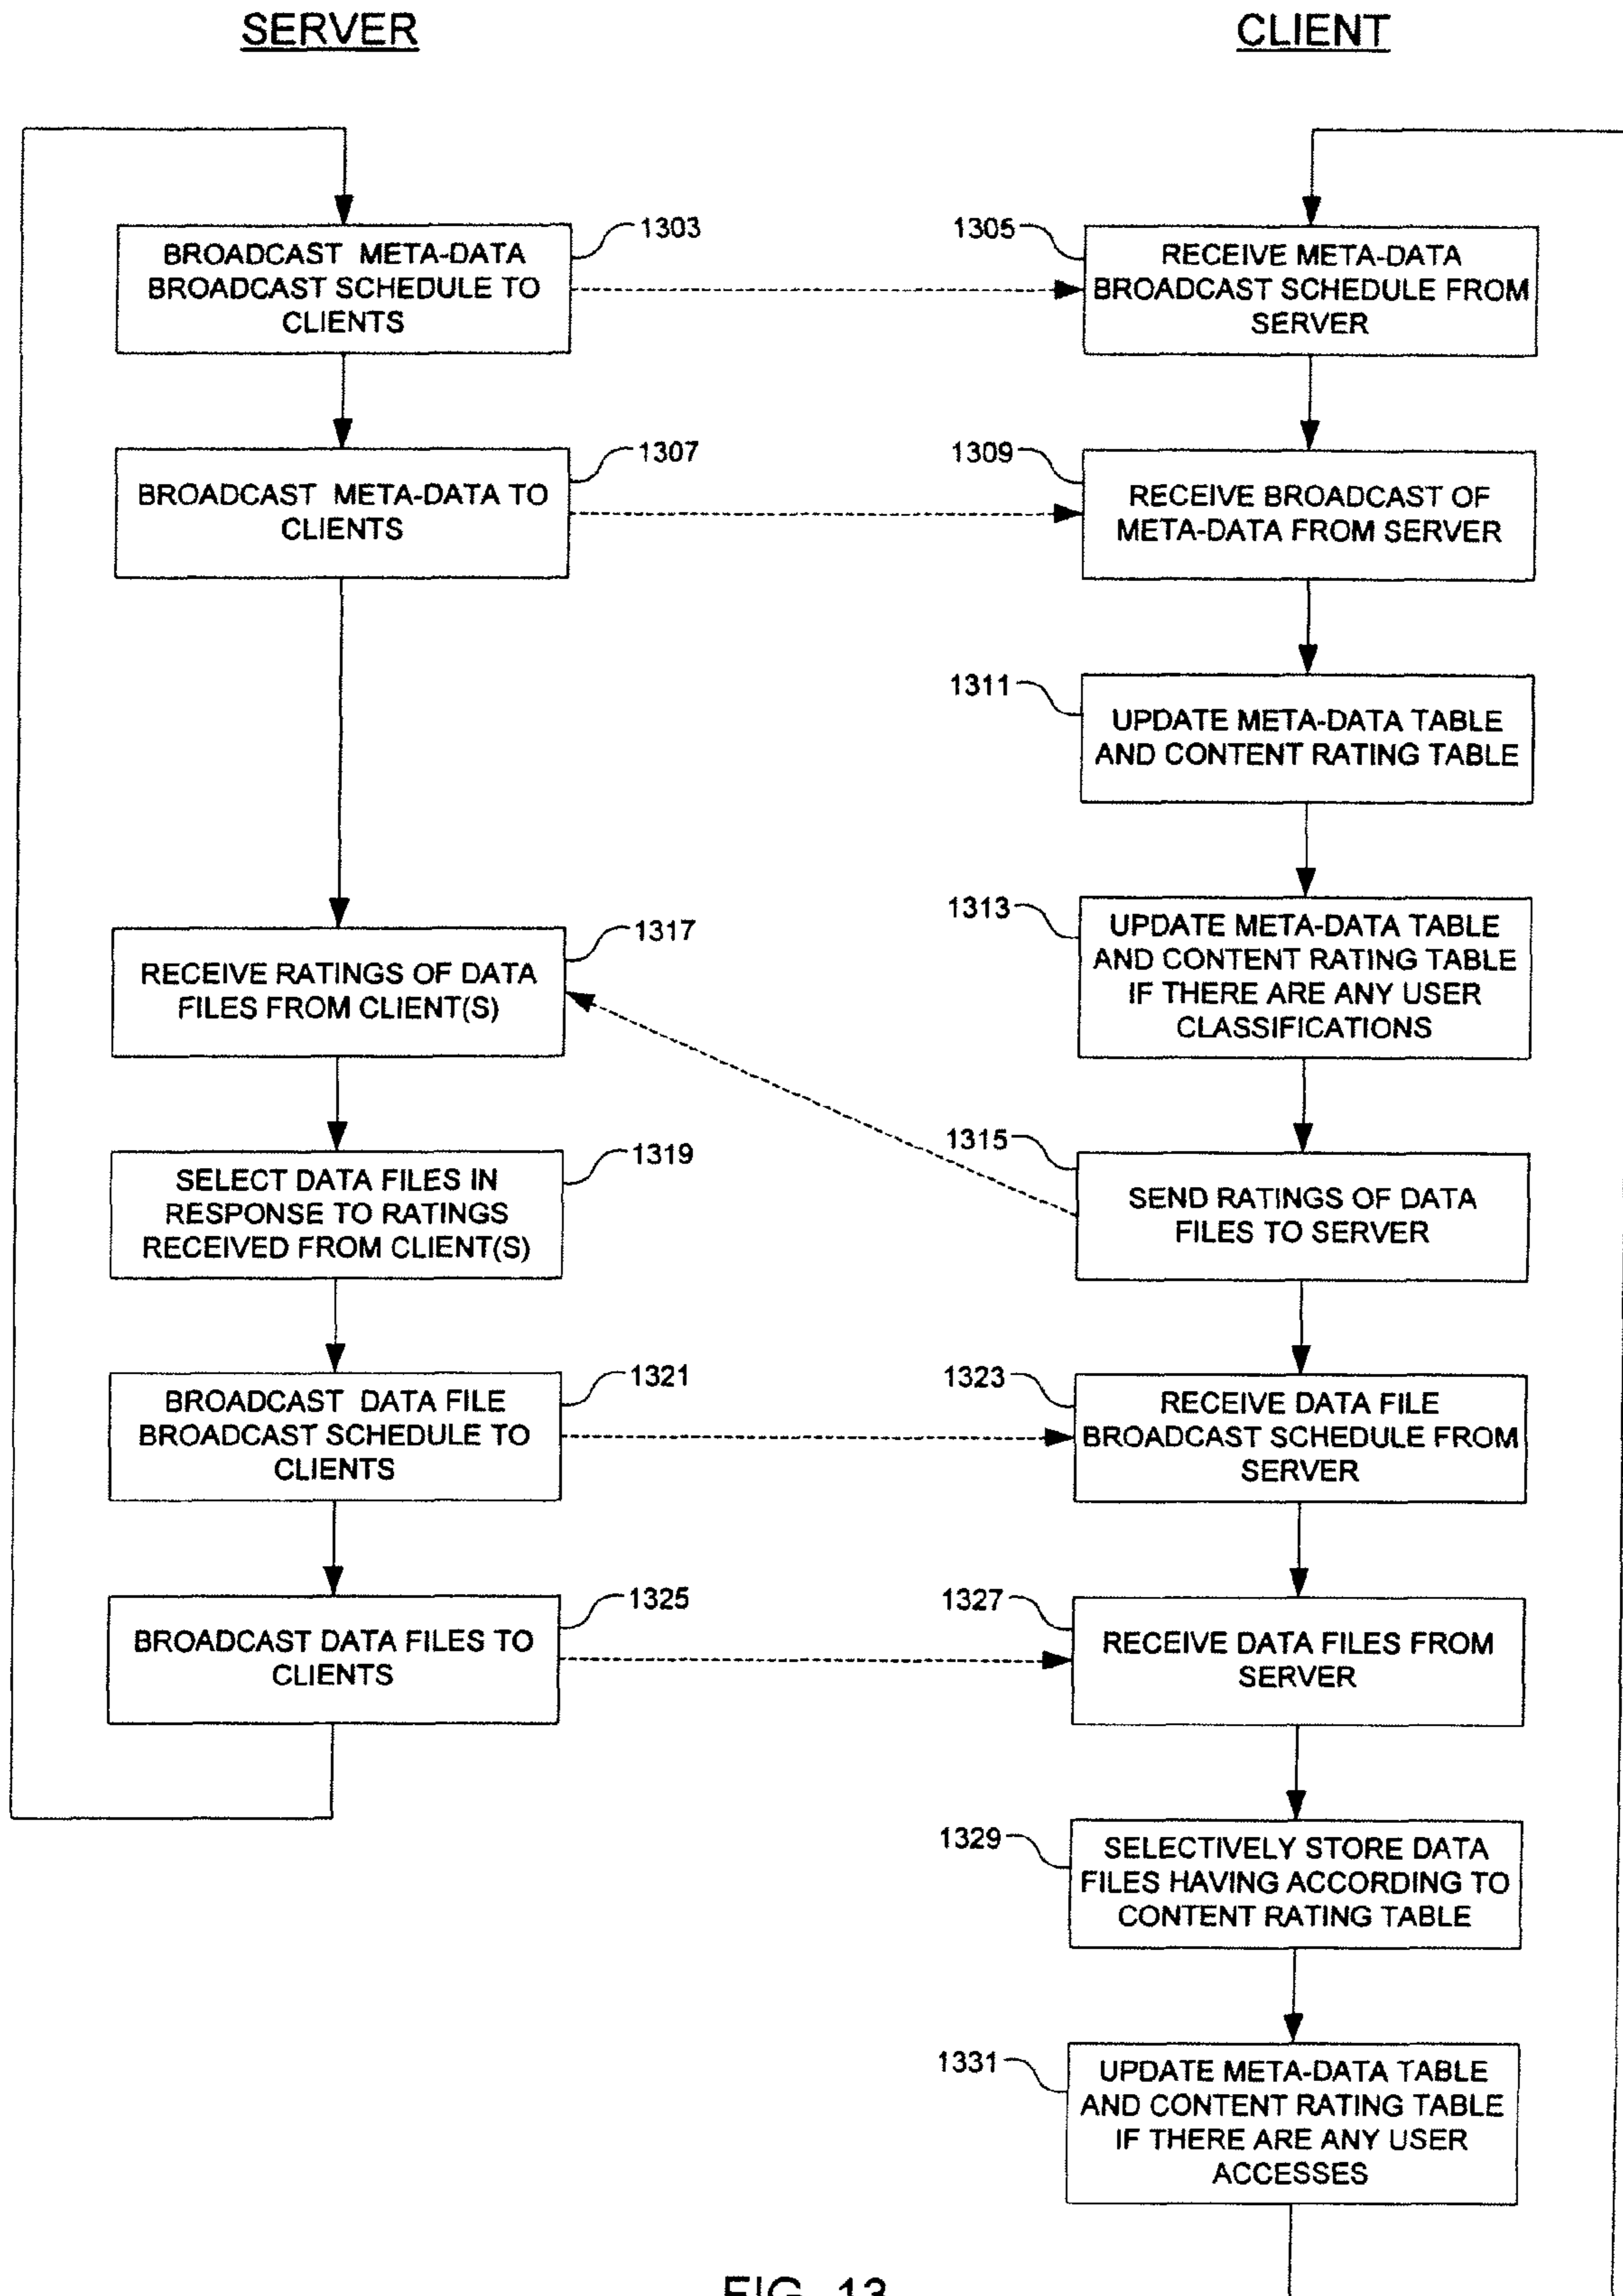 SERVER
CLIENT
1303
BROADCAST META-DATA
BROADCAST SCHEDULE TO
CLIENTS
1305
RECEIVE META-DATA
BROADCAST SCHEDULE FROM
SERVER
1307
BROADCAST META-DATA TO
CLIENTS
1309
RECEIVE BROADCAST OF
META-DATA FROM SERVER
1311
UPDATE META-DATA TABLE
AND CONTENT RATING TABLE
1313
UPDATE META-DATA TABLE
AND CONTENT RATING TABLE
IF THERE ARE ANY USER
CLASSIFICATIONS
1317
RECEIVE RATINGS OF DATA
FILES FROM CLIENT(S)
1315
SEND RATINGS OF DATA
FILES TO SERVER
1319
SELECT DATA FILES IN
RESPONSE TO RATINGS
RECEIVED FROM CLIENT(S)
1321
BROADCAST DATA FILE
BROADCAST SCHEDULE TO
CLIENTS
1323
RECEIVE DATA FILE
BROADCAST SCHEDULE FROM
SERVER
1325
BROADCAST DATA FILES TO
CLIENTS
1327
RECEIVE DATA FILES FROM
SERVER
1329
SELECTIVELY STORE DATA
FILES HAVING ACCORDING TO
CONTENT RATING TABLE
1331
UPDATE META-DATA TABLE
AND CONTENT RATING TABLE
IF THERE ARE ANY USER
ACCESSES
FIG. 13